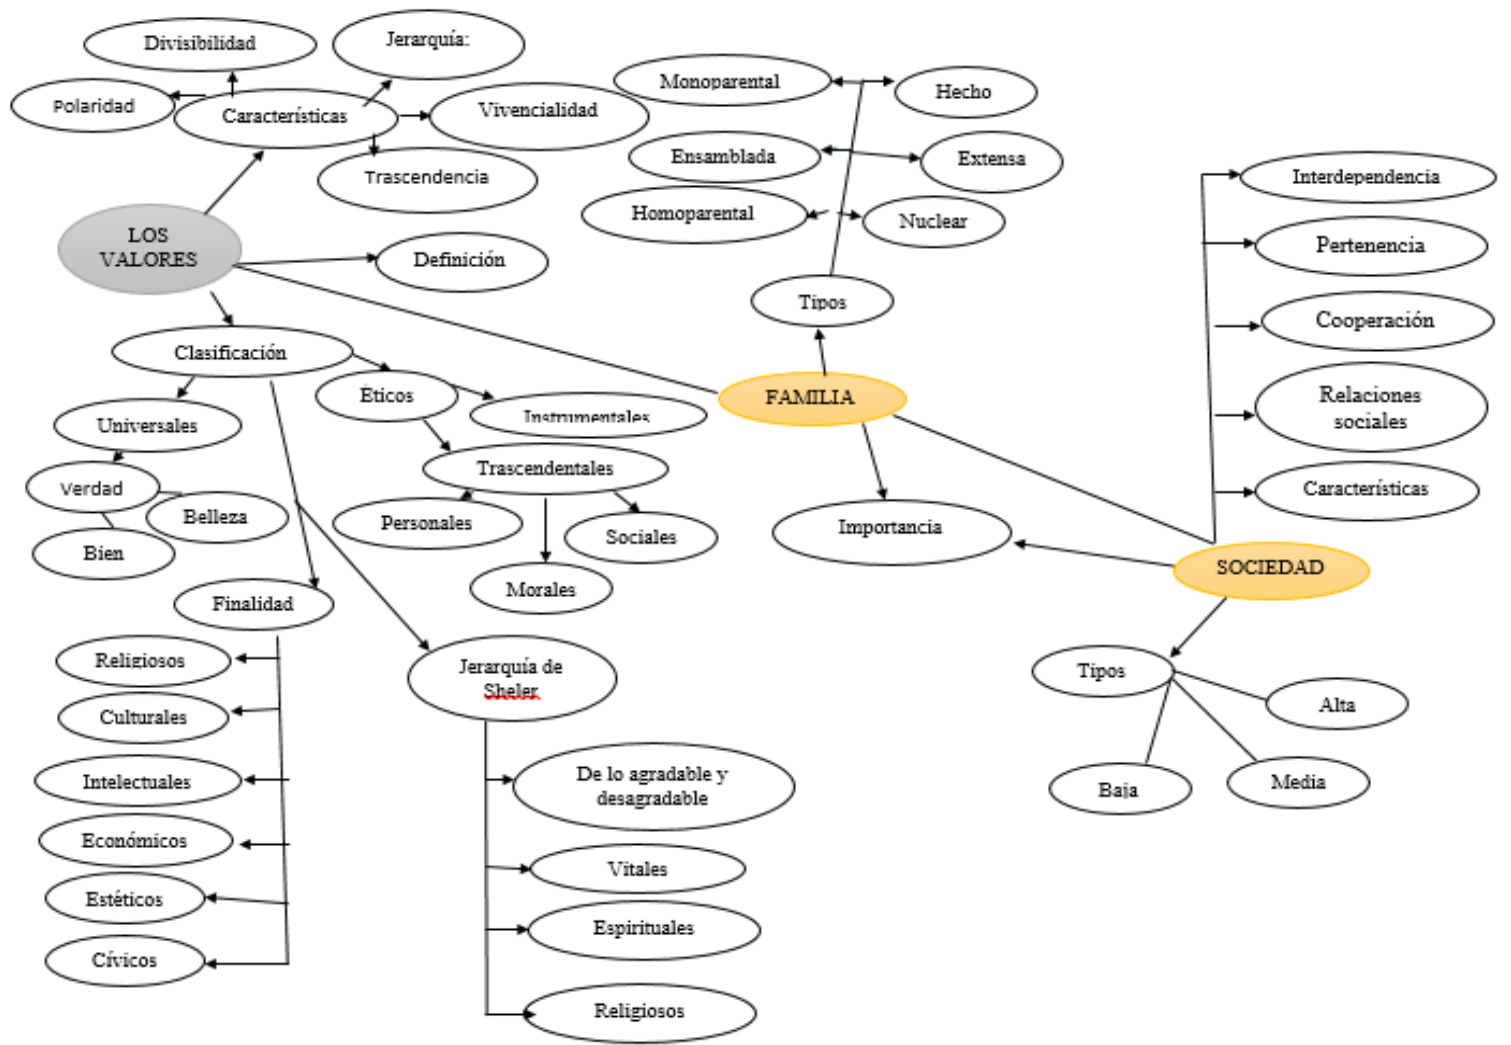 Divisibilidad
Jerarquía:
Polaridad
Características
Vivencialidad
Trascendencia
LOS
VALORES
Definición
Monoparental
Hecho
Ensamblada
Extensa
Homoparental
Nuclear
Tipos
Interdependencia
Pertenencia
Cooperación
Relaciones
sociales
Características
Clasificación
Éticos
Instrumentales
Universales
Trascendentales
Verdad
Belleza
Bien
Personales
Sociales
Morales
FAMILIA
Importancia
SOCIEDAD
Tipos
Alta
Media
Baja
Finalidad
Religiosos
Culturales
Intelectuales
Económicos
Estéticos
Cívicos
Jerarquía de
Sheler
De lo agradable y
desagradable
Vitales
Espirituales
Religiosos